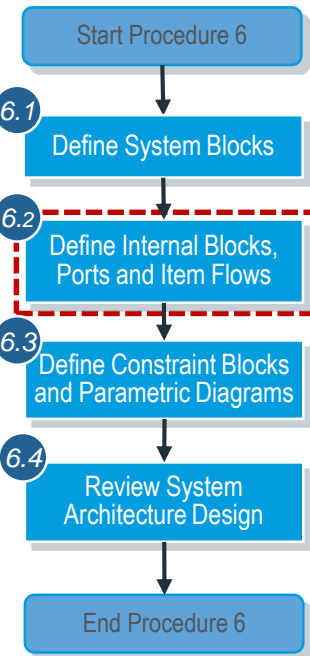 Start Procedure 6
6.1
Define System Blocks
6.2
Define Internal Blocks,
Ports and Item Flows
6.3
Define Constraint Blocks
and Parametric Diagrams
6.4
Review System
Architecture Design
End Procedure 6